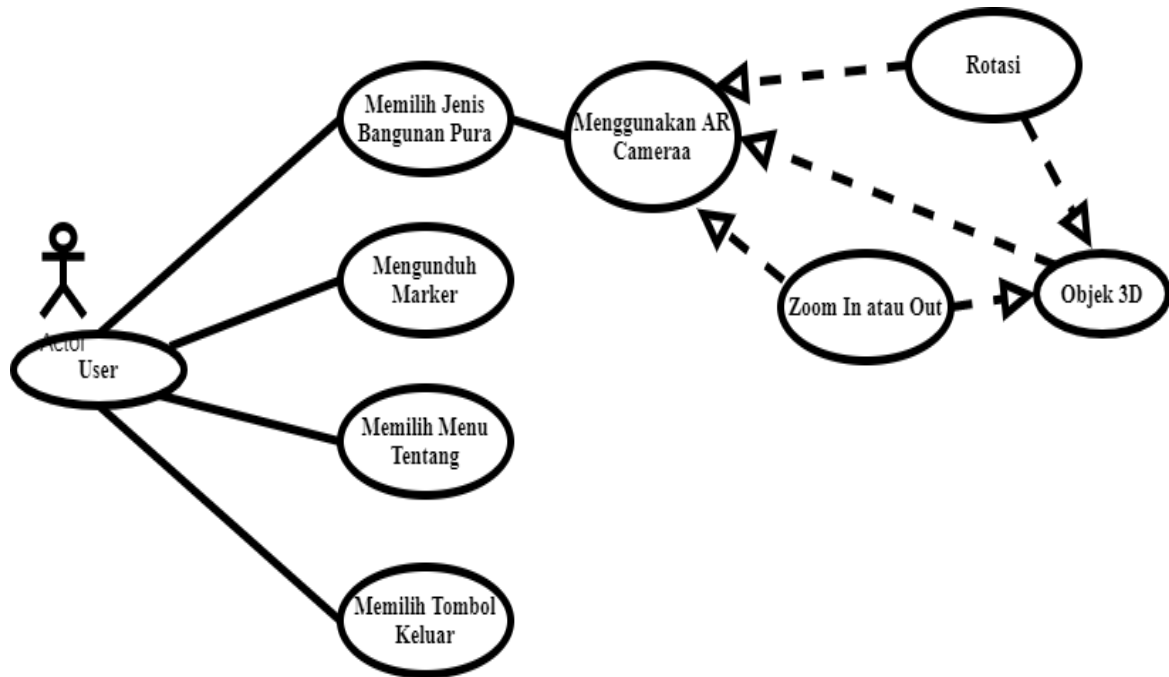 Memilih Jenis
Bangunan Pura
Menggunakan AR
Cameraa
Rotasi
Mengunduh
Marker
Zoom In atau Out
Objek 3D
Actor
User
Memilih Menu
Tentang
Memilih Tombol
Keluar